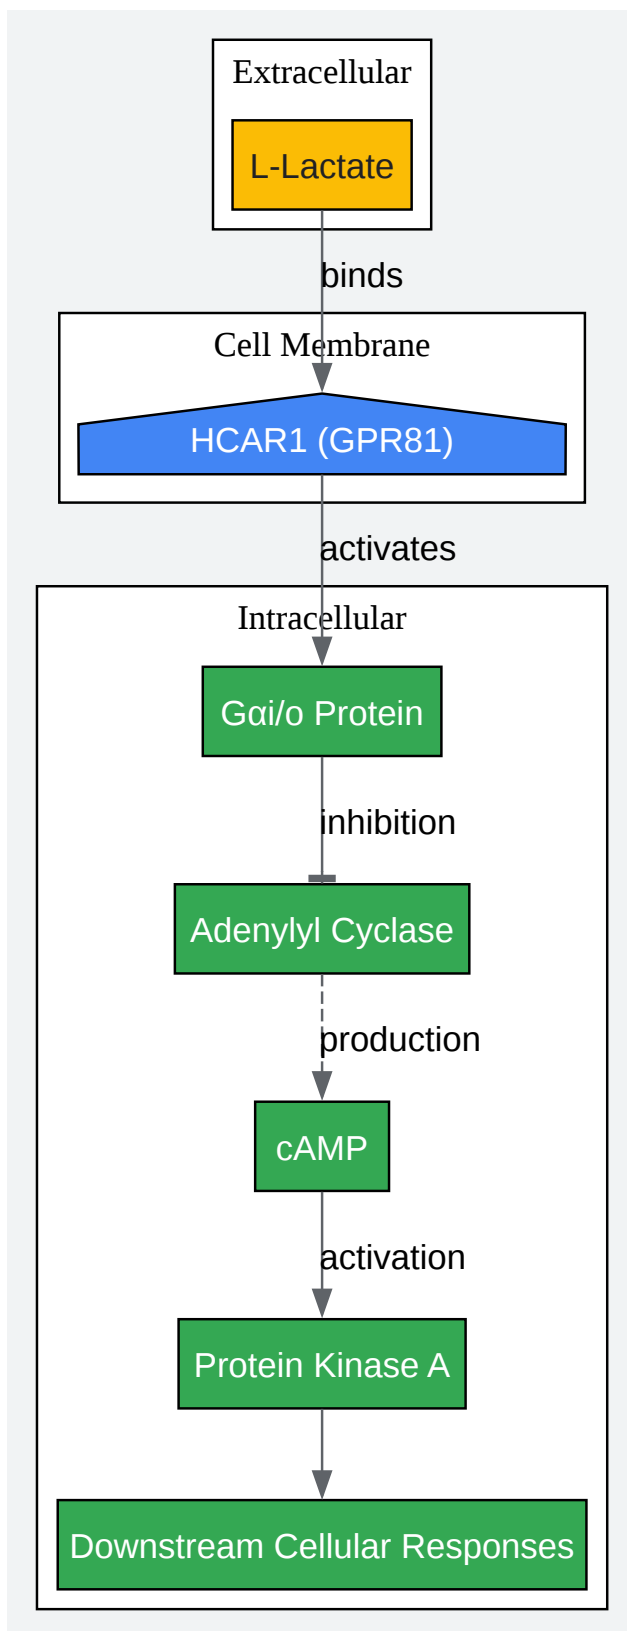 Extracellular
L-Lactate
binds
Cell Membrane
HCAR1 (GPR81)
activates
Intracellular
Gαi/o Protein
inhibition
Adenylyl Cyclase
production
cAMP
activation
Protein Kinase A
Downstream Cellular Responses